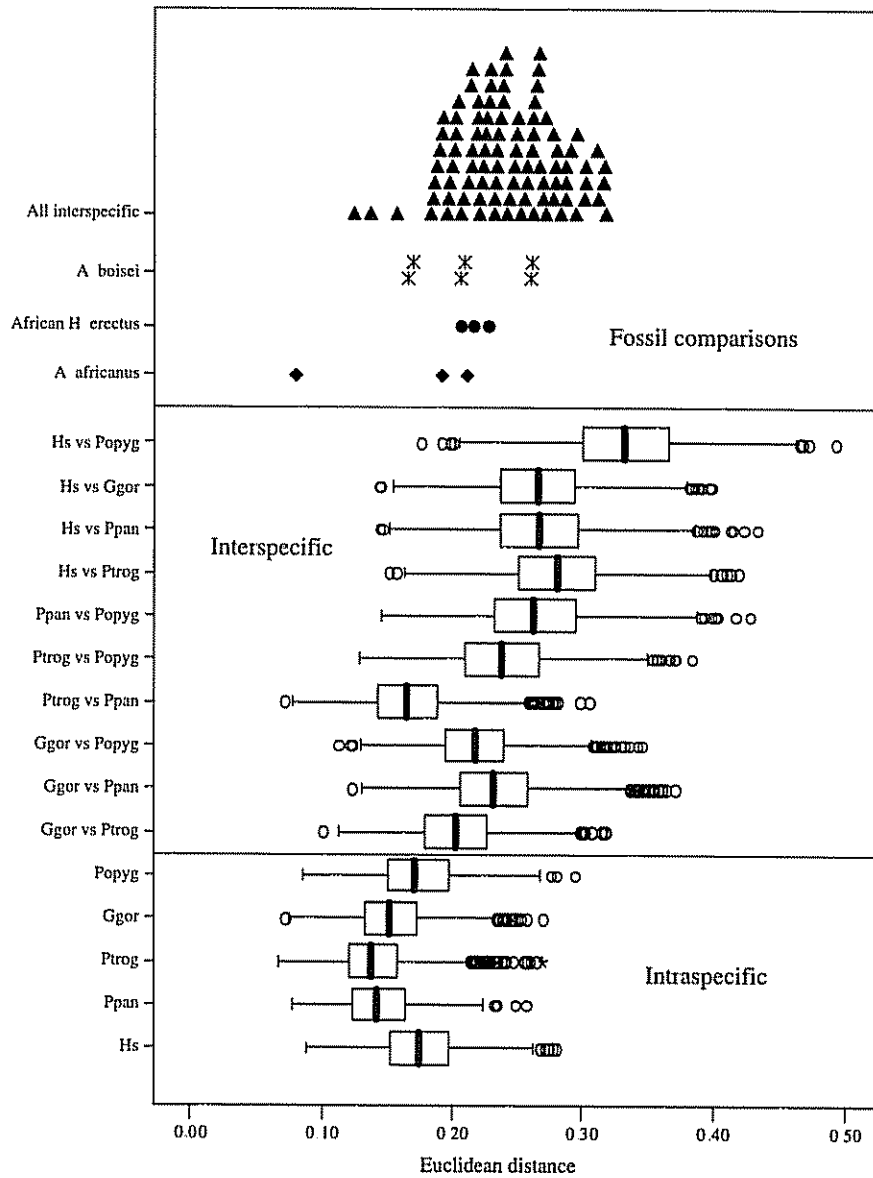 All interspecific
A boisei
African H erectus
Fossil comparisons
A africanus
Hs vs Popyg
Hs vs Ggor
Hs vs Ppan
Interspecific
Hs vs Ptrog
Ppan vs Popyg
Ptrog vs Popyg
Ptrog vs Ppan
Ggor vs Popyg
Ggor vs Ppan
Ggor vs Ptrog
Popyg
Ggor
Ptrog
Intraspecific
Ppan
Hs
0.00 0.10 0.20 0.30 0.40 0.50
Euclidean distance